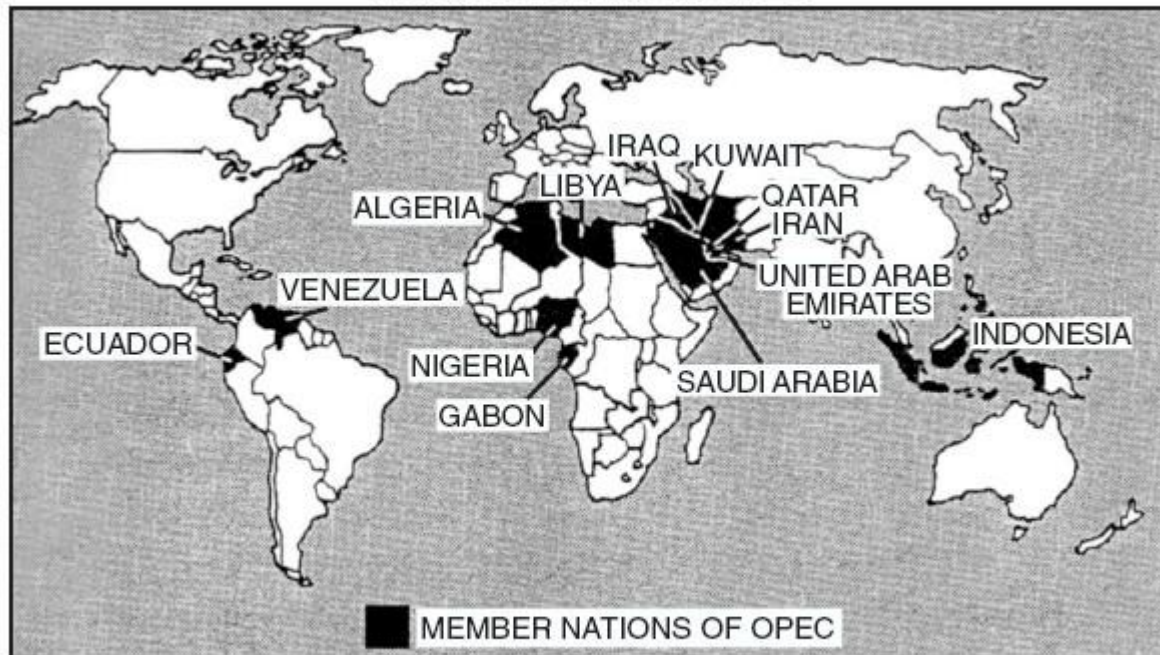 IRAQ
KUWAIT
LIBYA
QATAR
ALGERIA
IRAN
VENEZUELA
UNITED ARAB
EMIRATES
ECUADOR
NIGERIA
INDONESIA
SAUDI ARABIA
GABON
MEMBER NATIONS OF OPEC